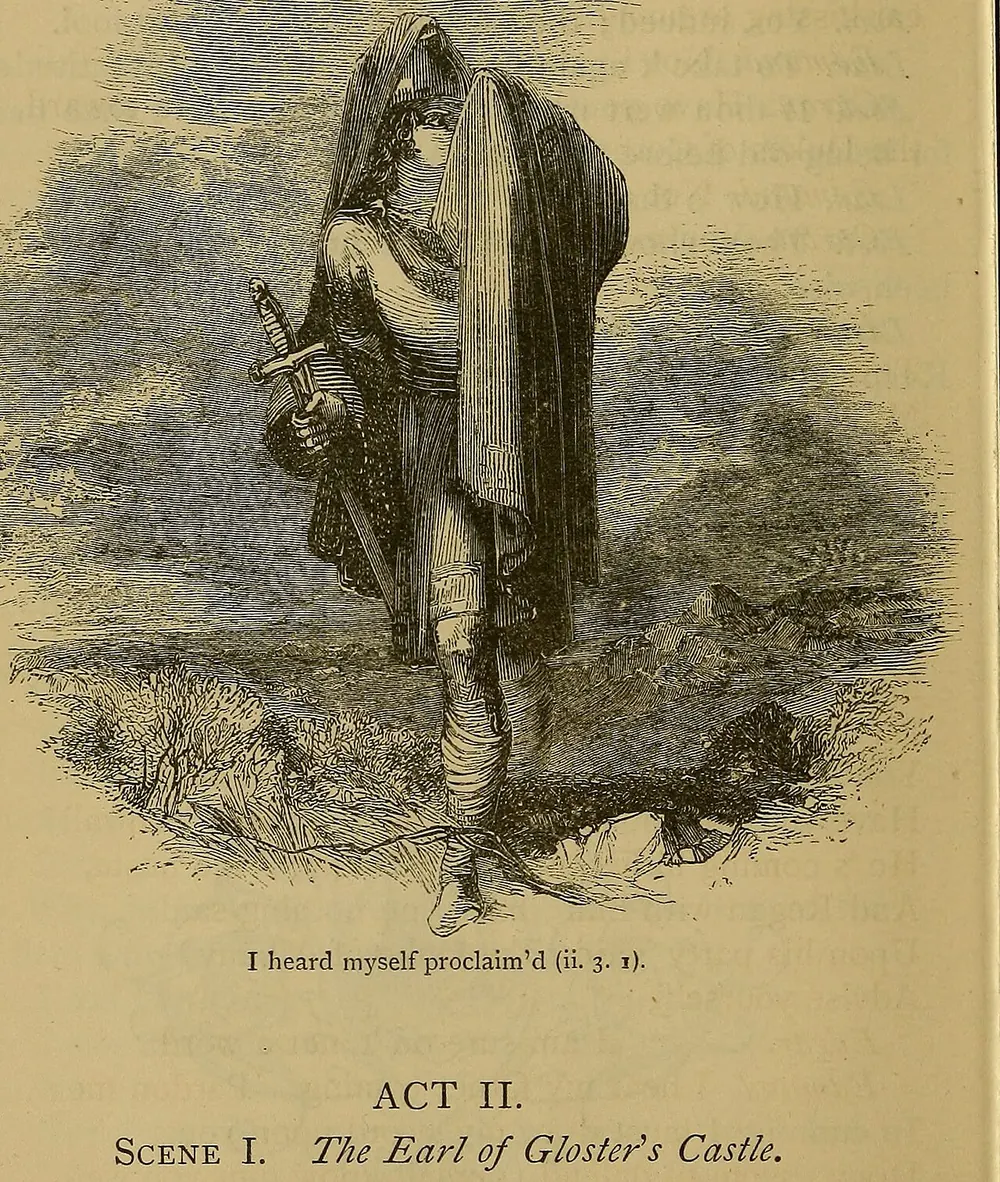 I heard myself proclaim'd (ii. 3. 1).
ACT II.
SCENE I. The Earl of Gloster's Castle.